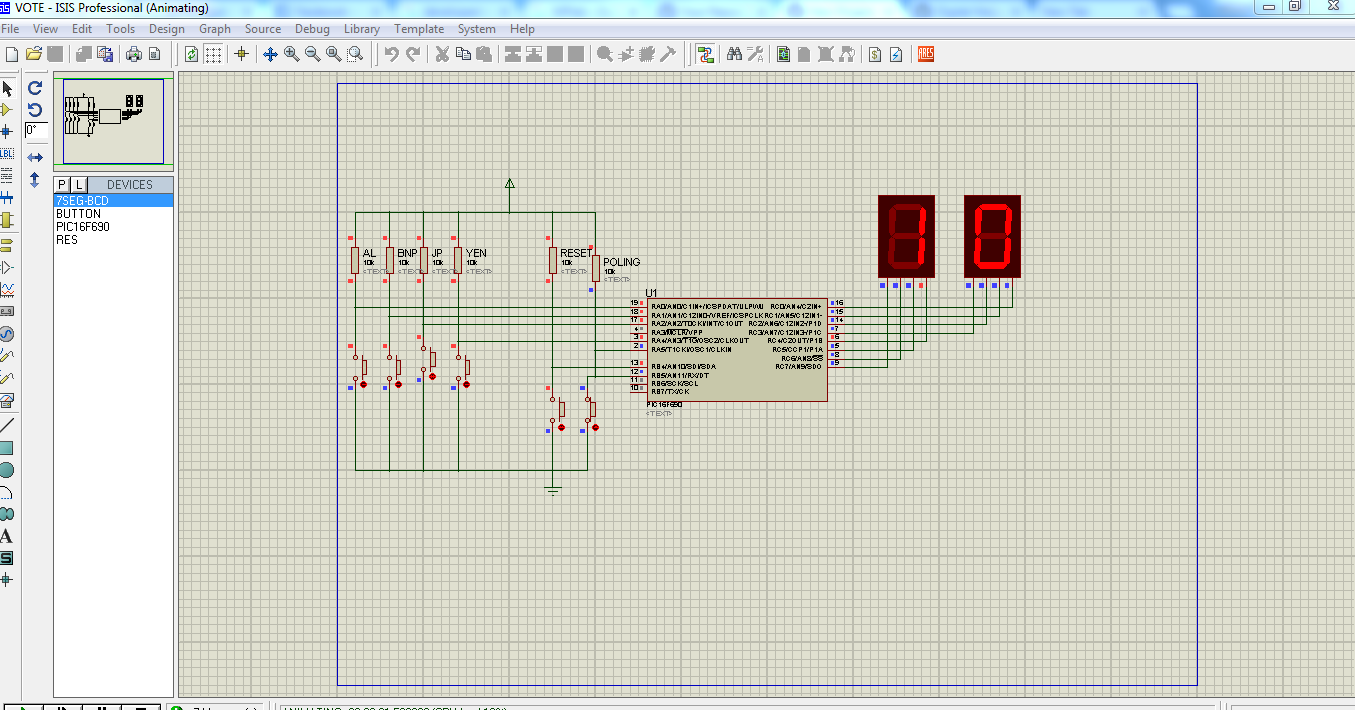 VOTE - ISIS Professional (Animating)
File View Edit Tools Design Graph Source Debug Library Template System Help
ARES
0°
LBL
P L DEVICES
7SEG-BCD
BUTTON
PIC16F690
RES
A
S
AL
10k
<TEXT>
BNP
10k
<TEXT>
JP
10k
<TEXT>
YEN
10k
<TEXT>
RESET
10k
<TEXT>
POLING
10k
<TEXT>
10
U1
19 RA0/AN0/C1IN+/ICSPDAT/ULPWU RC0/AN4/C2IN+ 16
18 RA1/AN1/C12IN0-/VREF/ICSPCLK RC1/AN5/C12IN1- 15
17 RA2/AN2/T0CKI/INT/C1OUT RC2/AN6/C12IN2-/P1D 14
4 RA3/MCLR/VPP RC3/AN7/C12IN3-/P1C 7
3 RA4/AN3/T1G/OSC2/CLKOUT RC4/C2OUT/P1B 6
2 RA5/T1CKI/OSC1/CLKIN RC5/CCP1/P1A 5
RC6/AN8/SS 8
13 RB4/AN10/SDI/SDA RC7/AN9/SDO 9
12 RB5/AN11/RX/DT
11 RB6/SCK/SCL
10 RB7/TX/CK
PIC16F690
<TEXT>